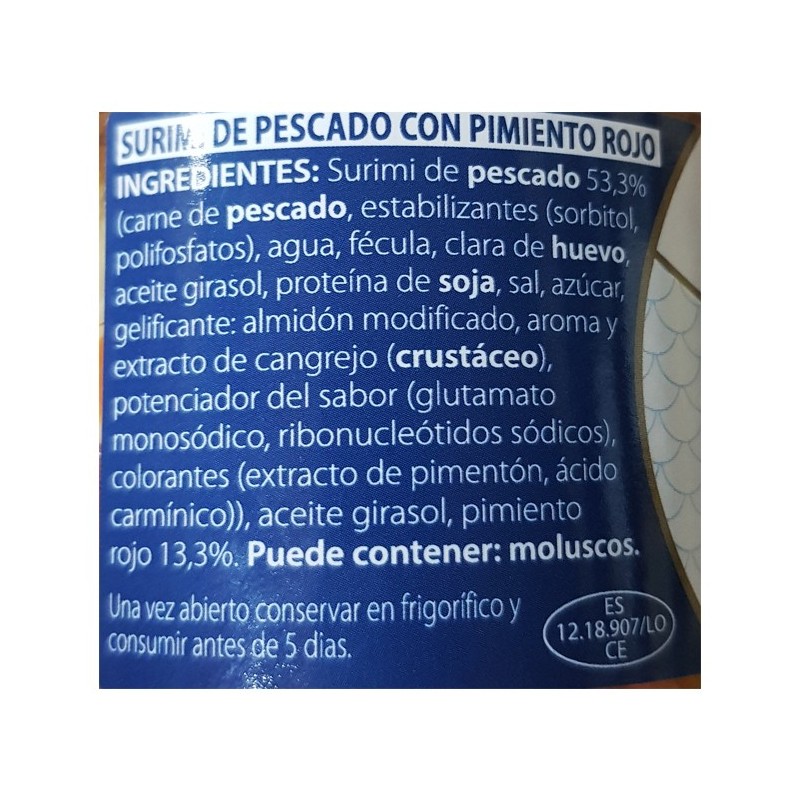 SURIMI DE PESCADO CON PIMIENTO ROJO
INGREDIENTES: Surimi de pescado 53,3%
(carne de pescado, estabilizantes (sorbitol,
polifosfatos), agua, fécula, clara de huevo,
aceite girasol, proteína de soja, sal, azúcar,
gelificante: almidón modificado, aroma y
extracto de cangrejo (crustáceo),
potenciador del sabor (glutamato
monosódico, ribonucleótidos sódicos),
colorantes (extracto de pimentón, ácido
carmínico)), aceite girasol, pimiento
rojo 13,3%. Puede contener: moluscos.
Una vez abierto conservar en frigorífico y
consumir antes de 5 dias.
ES
12.18.907/LO
CE